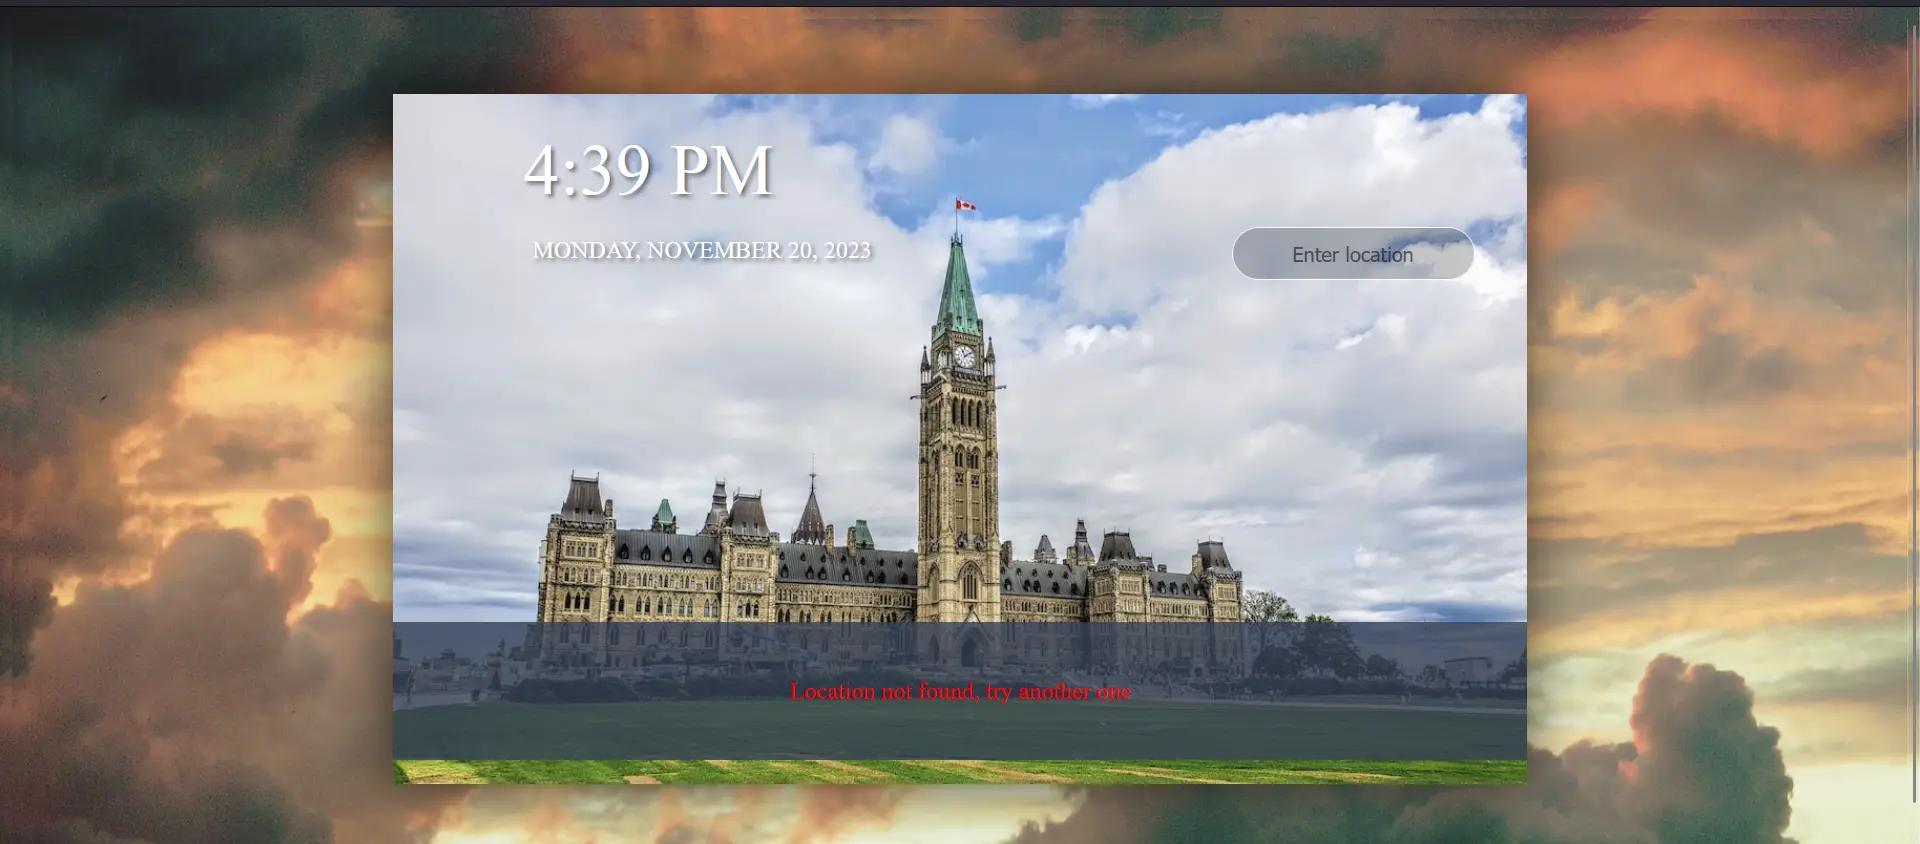 4:39 PM
MONDAY, NOVEMBER 20, 2023
Enter location
Location not found, try another one